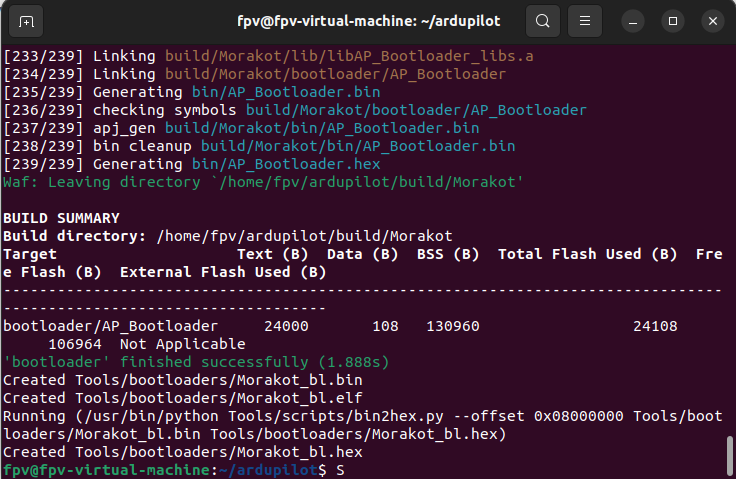 fpv@fpv-virtual-machine: ~/ardupilot
[233/239] Linking build/Morakot/lib/libAP_Bootloader_libs.a
[234/239] Linking build/Morakot/bootloader/AP_Bootloader
[235/239] Generating bin/AP_Bootloader.bin
[236/239] checking symbols build/Morakot/bootloader/AP_Bootloader
[237/239] apj_gen build/Morakot/bin/AP_Bootloader.bin
[238/239] bin cleanup build/Morakot/bin/AP_Bootloader.bin
[239/239] Generating bin/AP_Bootloader.hex
Waf: Leaving directory `/home/fpv/ardupilot/build/Morakot'
BUILD SUMMARY
Build directory: /home/fpv/ardupilot/build/Morakot
Target                    Text (B)  Data (B)  BSS (B)  Total Flash Used (B)  Fre
e Flash (B)  External Flash Used (B)
--------------------------------------------------------------------------------
------------------------------------
bootloader/AP_Bootloader     24000       108   130960                 24108
     106964  Not Applicable
'bootloader' finished successfully (1.888s)
Created Tools/bootloaders/Morakot_bl.bin
Created Tools/bootloaders/Morakot_bl.elf
Running (/usr/bin/python Tools/scripts/bin2hex.py --offset 0x08000000 Tools/boot
loaders/Morakot_bl.bin Tools/bootloaders/Morakot_bl.hex)
Created Tools/bootloaders/Morakot_bl.hex
fpv@fpv-virtual-machine:~/ardupilot$ S